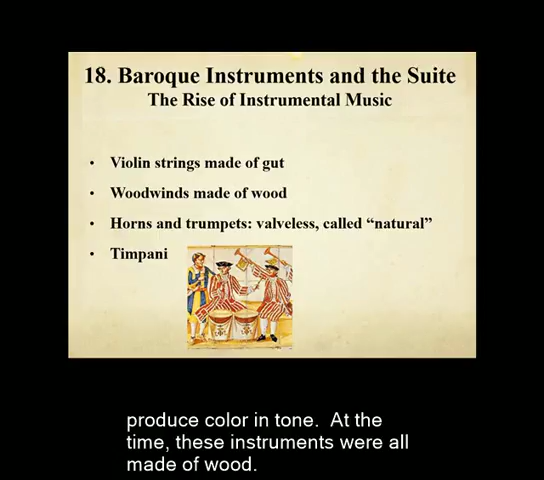 18. Baroque Instruments and the Suite
The Rise of Instrumental Music
• Violin strings made of gut
• Woodwinds made of wood
• Horns and trumpets: valveless, called “natural”
• Timpani
produce color in tone.  At the
time, these instruments were all
made of wood.